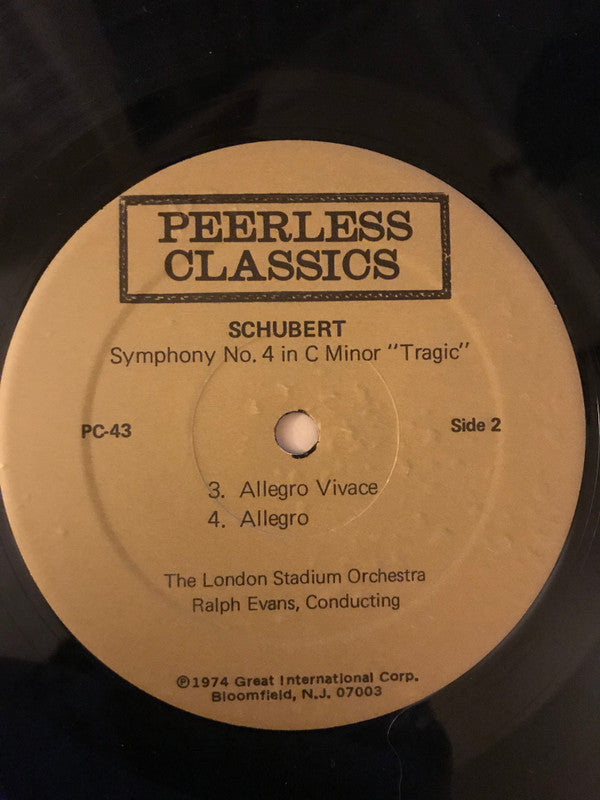 PEERLESS
CLASSICS
SCHUBERT
Symphony No. 4 in C Minor "Tragic"
PC-43
Side 2
3. Allegro Vivace
4. Allegro
The London Stadium Orchestra
Ralph Evans, Conducting
℗1974 Great International Corp.
Bloomfield, N.J. 07003